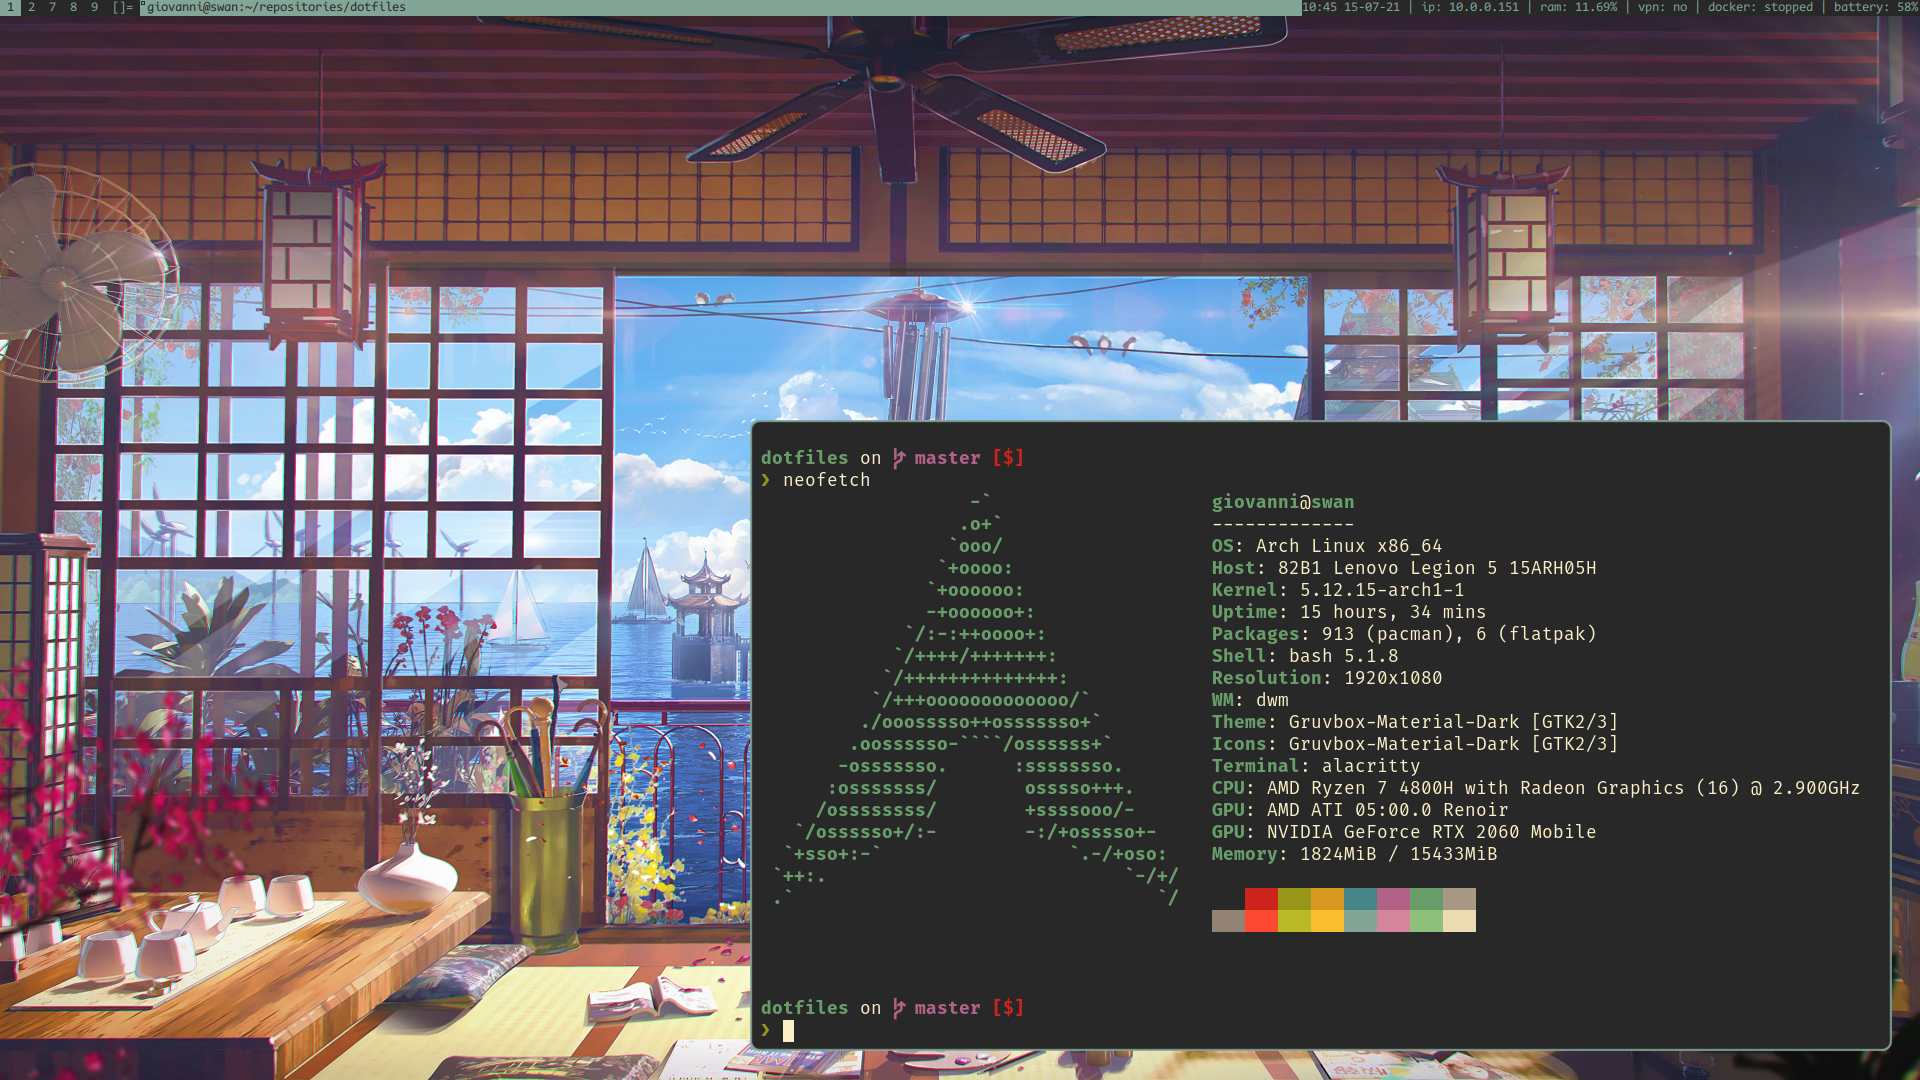 1 2 7 8 9 []= giovanni@swan:~/repositories/dotfiles 10:45 15-07-21 | ip: 10.0.0.151 | ram: 11.69% | vpn: no | docker: stopped | battery: 58%
dotfiles on master [$]
❯ neofetch
-`
.o+`
`ooo/
`+oooo:
`+oooooo:
-+oooooo+:
`/:-:++oooo+:
`/++++/+++++++:
`/++++++++++++++:
`/+++ooooooooooooo/`
./ooosssso++osssssso+`
.oossssso-````/ossssss+`
-osssssso.      :ssssssso.
:osssssss/        osssso+++.
/ossssssss/        +ssssooo/-
`/ossssso+/:-        -:/+osssso+-
`+sso+:-`                 `.-/+oso:
`++:.                           `-/+/
.`                                 `/
giovanni@swan
-------------
OS: Arch Linux x86_64
Host: 82B1 Lenovo Legion 5 15ARH05H
Kernel: 5.12.15-arch1-1
Uptime: 15 hours, 34 mins
Packages: 913 (pacman), 6 (flatpak)
Shell: bash 5.1.8
Resolution: 1920x1080
WM: dwm
Theme: Gruvbox-Material-Dark [GTK2/3]
Icons: Gruvbox-Material-Dark [GTK2/3]
Terminal: alacritty
CPU: AMD Ryzen 7 4800H with Radeon Graphics (16) @ 2.900GHz
GPU: AMD ATI 05:00.0 Renoir
GPU: NVIDIA GeForce RTX 2060 Mobile
Memory: 1824MiB / 15433MiB
dotfiles on master [$]
❯